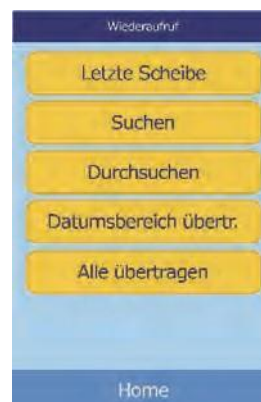 Wiederaufruf
Letzte Scheibe
Suchen
Durchsuchen
Datumsbereich übertr.
Alle übertragen
Home